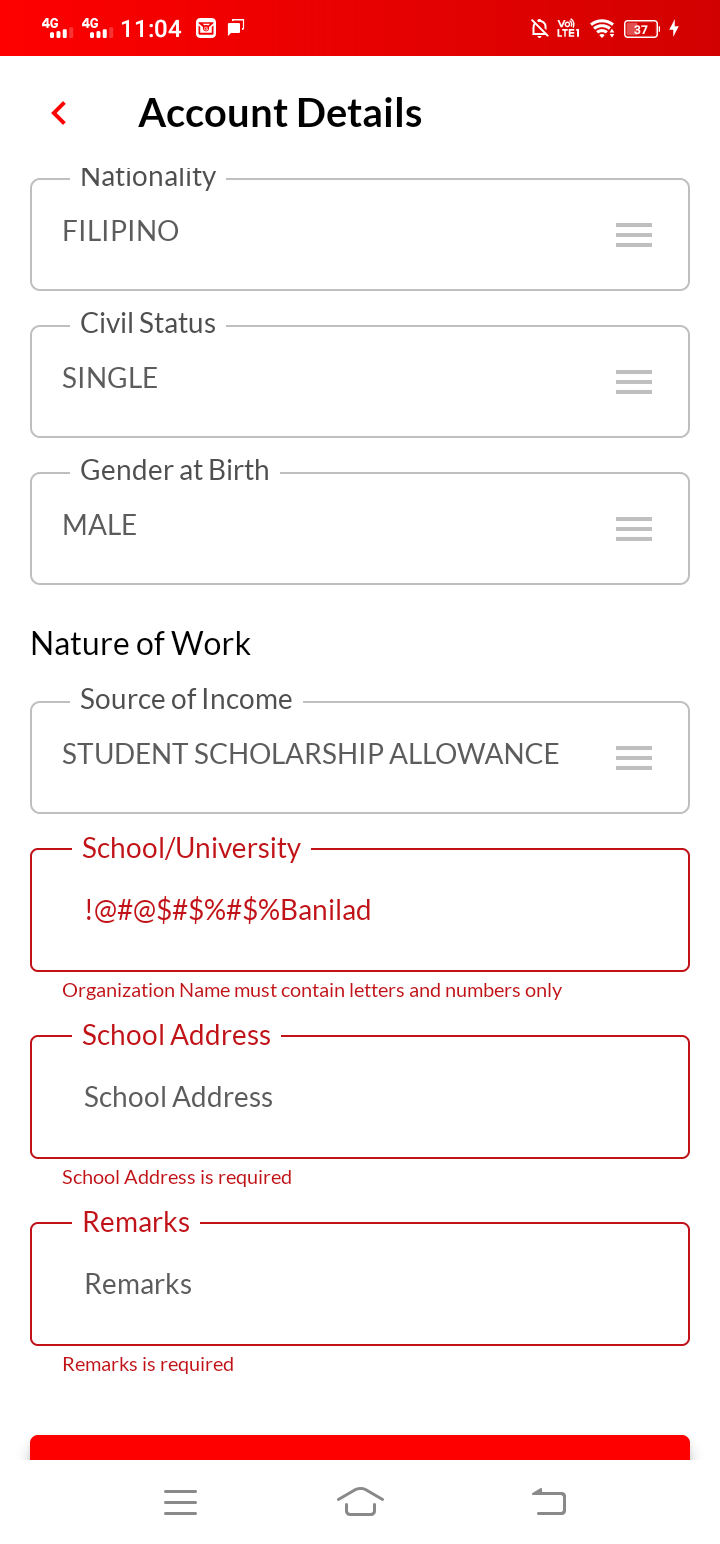 4G 4G 11:04 VoI) LTE1 37
Account Details
Nationality
FILIPINO
Civil Status
SINGLE
Gender at Birth
MALE
Nature of Work
Source of Income
STUDENT SCHOLARSHIP ALLOWANCE
School/University
!@#@$#$%#$%Banilad
Organization Name must contain letters and numbers only
School Address
School Address
School Address is required
Remarks
Remarks
Remarks is required